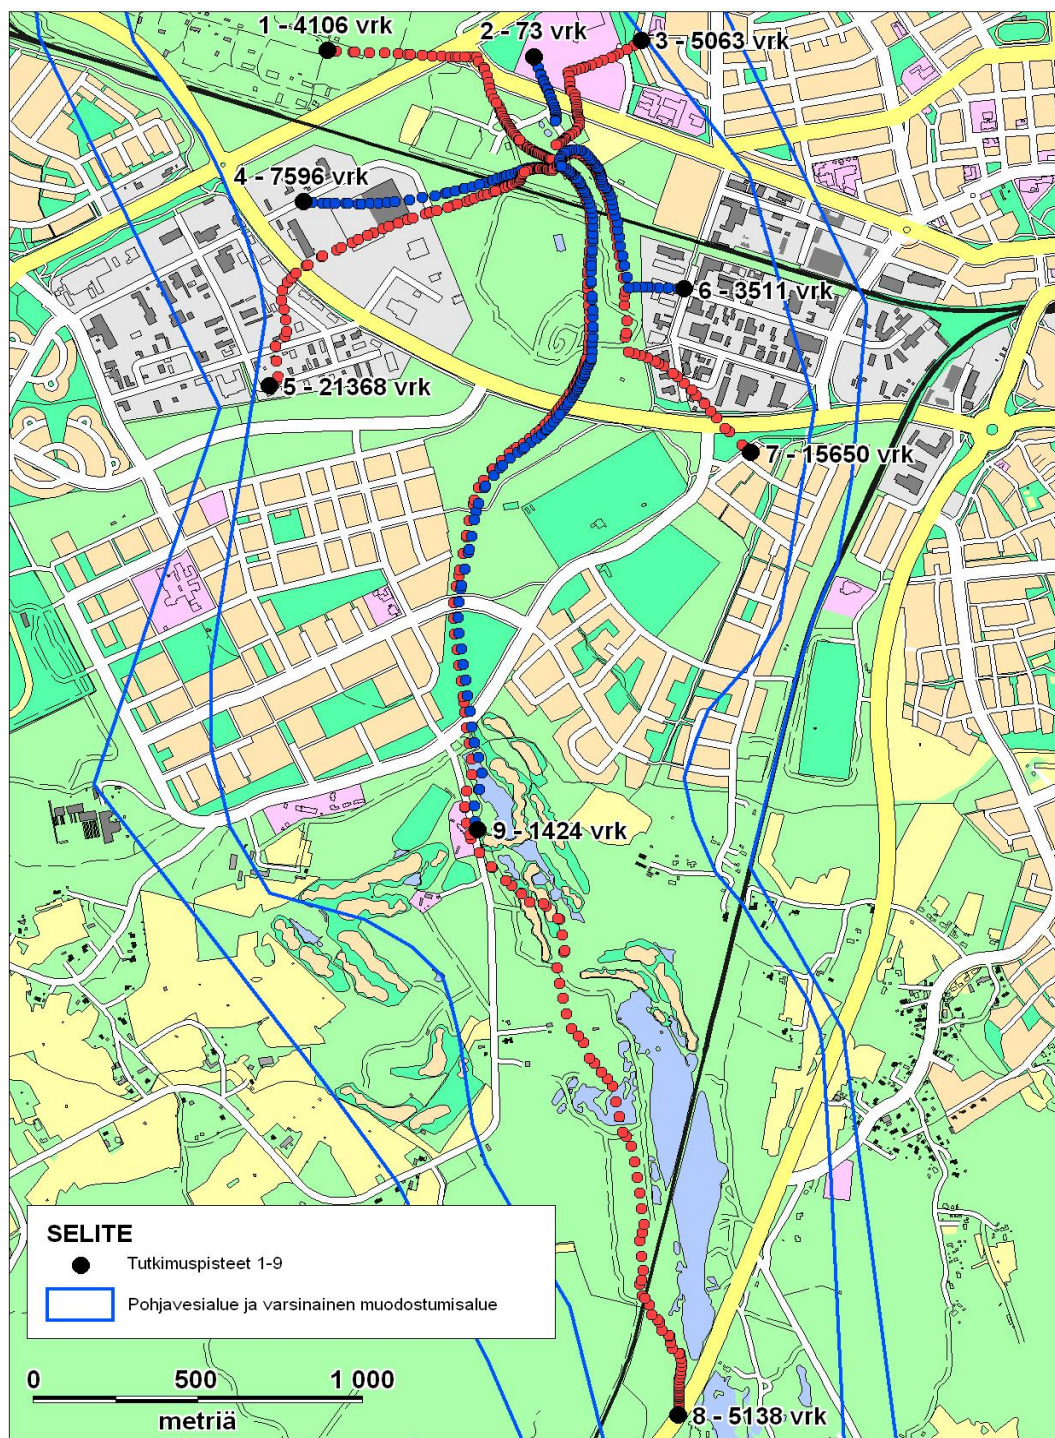 1 - 4106 vrk
2 - 73 vrk
3 - 5063 vrk
4 - 7596 vrk
6 - 3511 vrk
5 - 21368 vrk
7 - 15650 vrk
9 - 1424 vrk
SELITE
Tutkimuspisteet 1-9
Pohjavesialue ja varsinainen muodostumisalue
0 500 1 000
metriä
8 - 5138 vrk